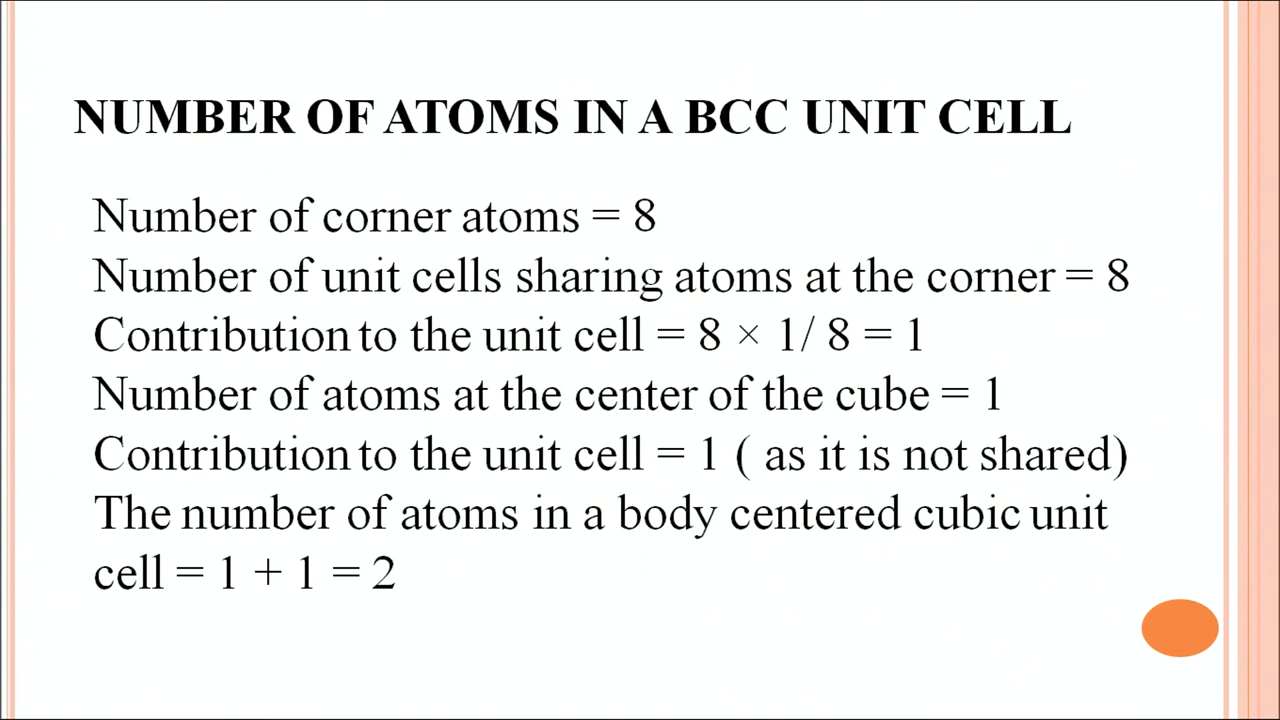 NUMBER OF ATOMS IN A BCC UNIT CELL
Number of corner atoms = 8
Number of unit cells sharing atoms at the corner = 8
Contribution to the unit cell = 8 × 1/ 8 = 1
Number of atoms at the center of the cube = 1
Contribution to the unit cell = 1 ( as it is not shared)
The number of atoms in a body centered cubic unit
cell = 1 + 1 = 2